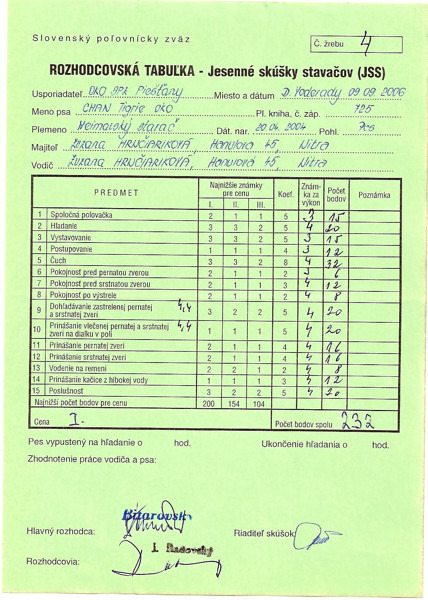 Slovenský poľovnícky zväz
Č. žrebu 4
ROZHODCOVSKÁ TABUĽKA - Jesenné skúšky stavačov (JSS)
Usporiadateľ OKO SPZ Piešťany Miesto a dátum D. Voderady 09 09. 2006
Meno psa CHAN Tigrie oko Pl. kniha, č. záp. 725
Plemeno Weimarský stavač Dát. nar. 20.04.2004 Pohl. Pes
Majiteľ Zuzana HRNČIARIKOVÁ, Hanulová 45, Nitra
Vodič Zuzana HRNČIARIKOVÁ, Hanulová 45, Nitra
PREDMET Najnižšie známky pre cenu I. II. III. Koef. Známka za výkon Počet bodov Poznámka
1 Spoločná poľovačka 2 1 1 5 3 15
2 Hľadanie 3 3 2 5 4 20
3 Vystavovanie 3 3 2 5 3 15
4 Postupovanie 1 1 1 4 3 12
5 Čuch 3 3 2 8 4 32
6 Pokojnosť pred pernatou zverou 2 1 1 2 3 6
7 Pokojnosť pred srstnatou zverou 2 1 1 3 4 12
8 Pokojnosť po výstrele 2 1 1 2 4 8
9 Dohľadávanie zastrelenej pernatej a srstnatej zveri 4,4 3 2 2 5 4 20
10 Prinášanie vlečenej pernatej a srstnatej zveri na diaľku v poli 4,4 1 1 1 5 4 20
11 Prinášanie pernatej zveri 2 1 1 4 4 16
12 Prinášanie srstnatej zveri 2 1 1 4 4 16
13 Vodenie na remeni 2 2 1 2 4 8
14 Prinášanie kačice z hlbokej vody 1 1 1 3 4 12
15 Poslušnosť 3 2 2 5 4 20
Najnižší počet bodov pre cenu 200 154 104
Cena I. Počet bodov spolu 232
Pes vypustený na hľadanie o hod. Ukončenie hľadania o hod.
Zhodnotenie práce vodiča a psa:
Bitarovský
Hlavný rozhodca: Riaditeľ skúšok:
I. Radovský
Rozhodcovia: